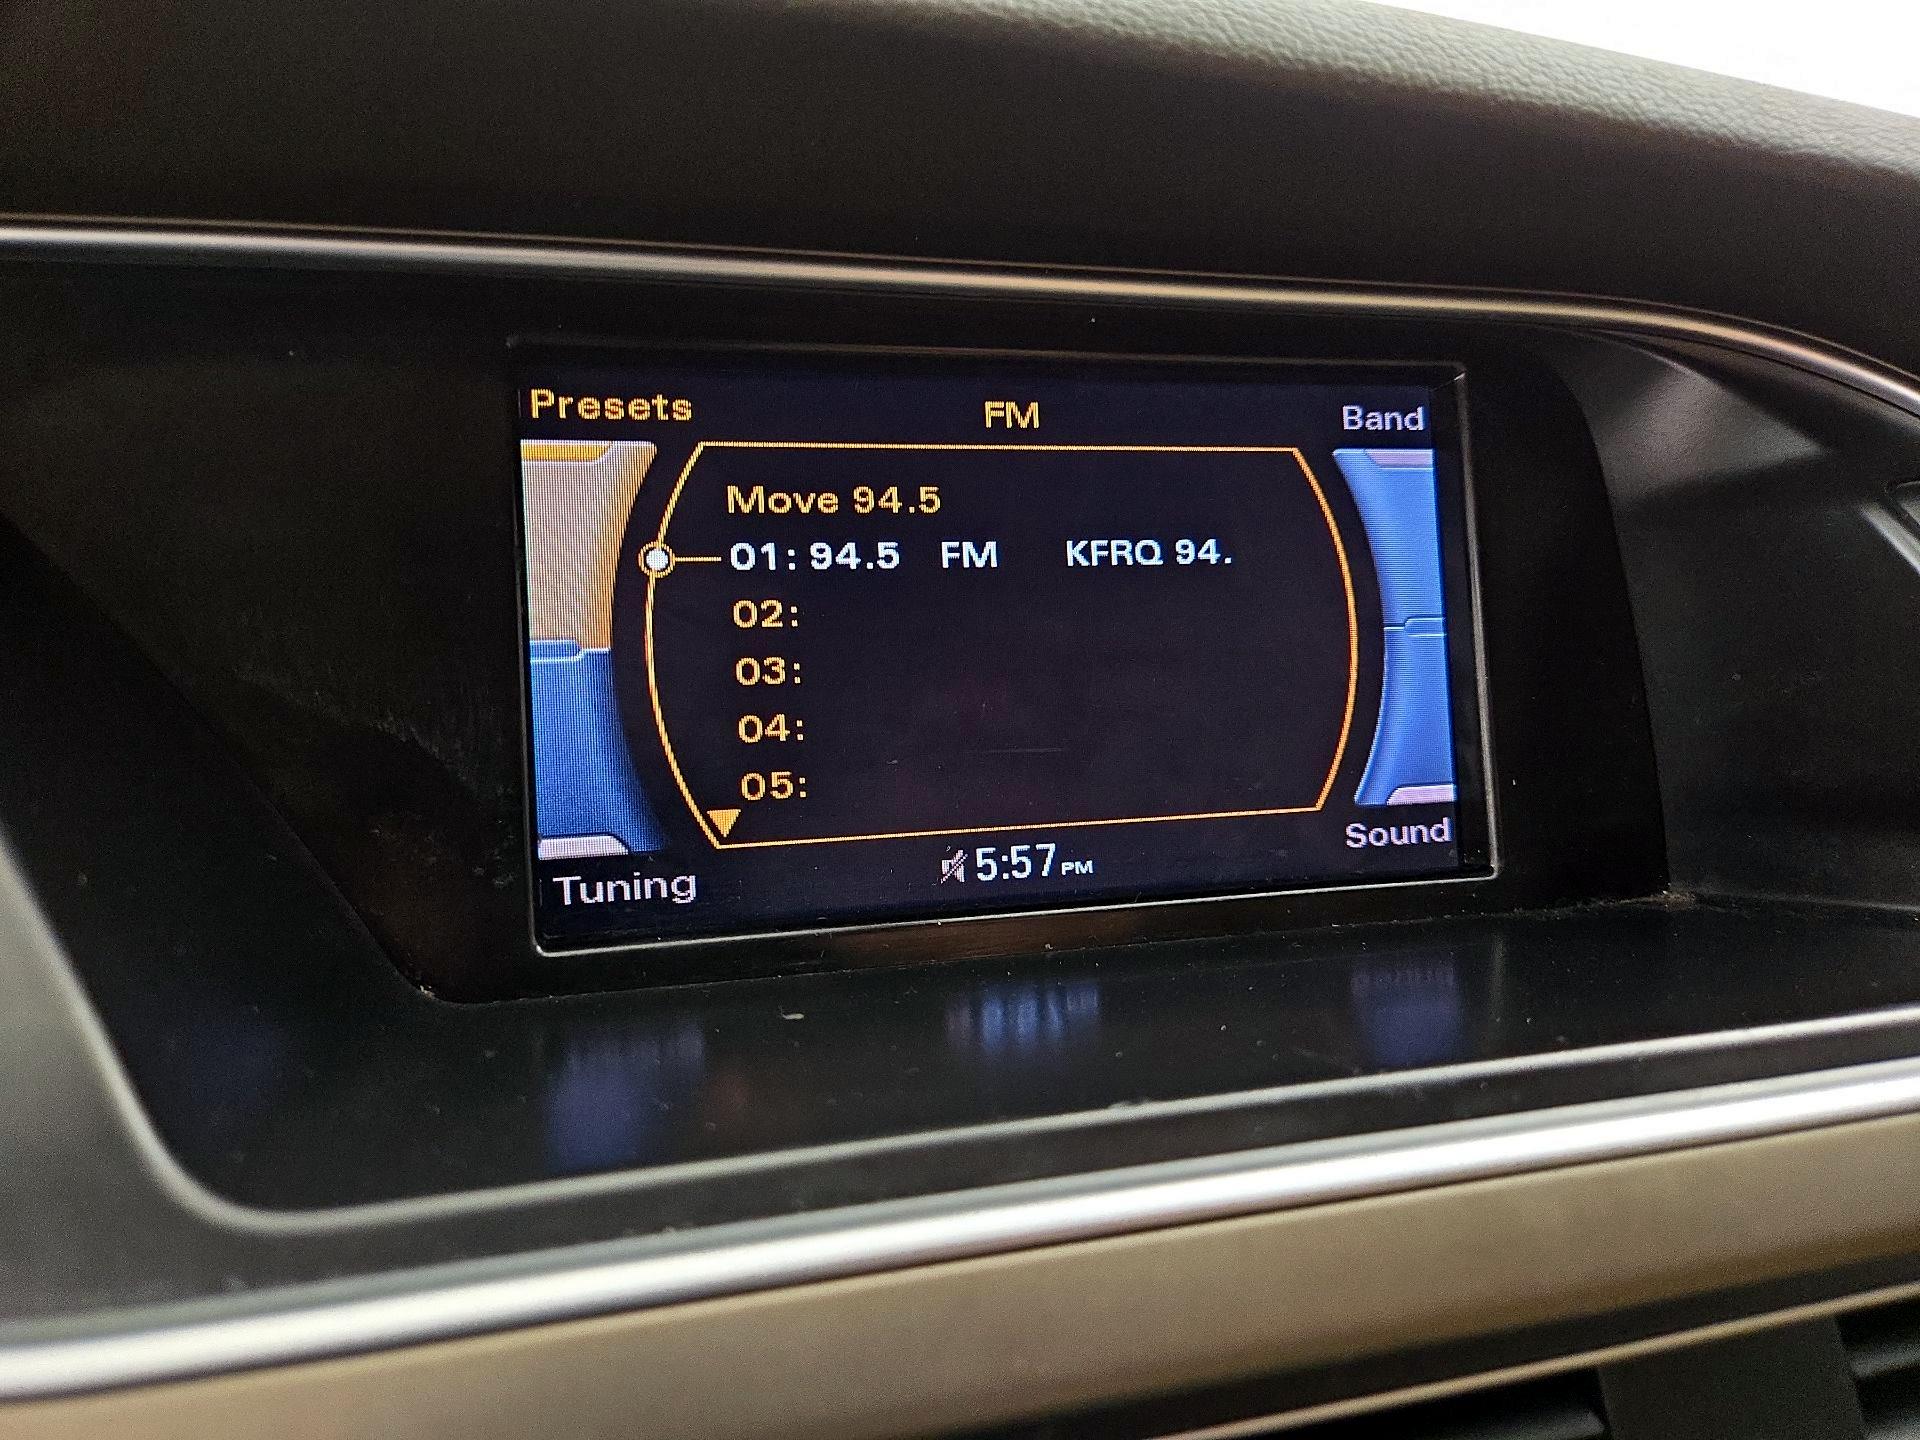 Presets FM Band
Move 94.5
01: 94.5 FM KFRQ 94.
02:
03:
04:
05:
Sound
5:57 PM
Tuning